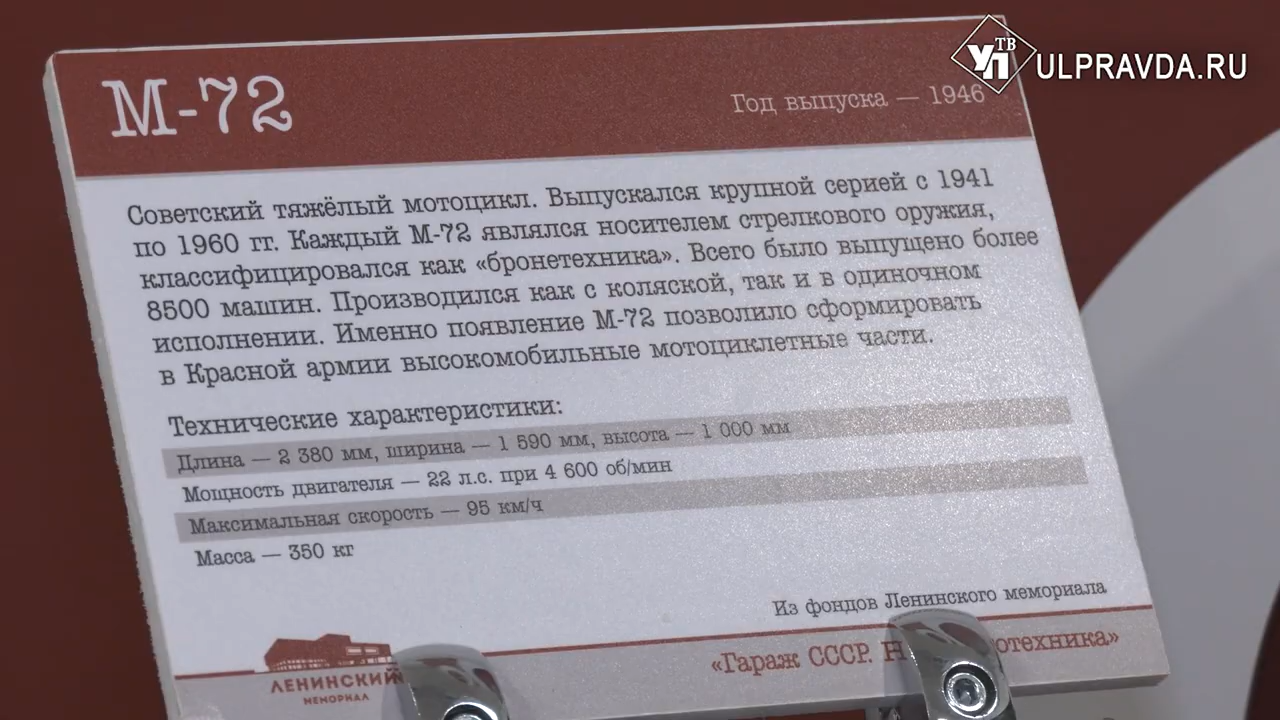 УП ТВ
ULPRAVDA.RU
М-72
Год выпуска — 1946
Советский тяжёлый мотоцикл. Выпускался крупной серией с 1941
по 1960 гг. Каждый М-72 являлся носителем стрелкового оружия,
классифицировался как «бронетехника». Всего было выпущено более
8500 машин. Производился как с коляской, так и в одиночном
исполнении. Именно появление М-72 позволило сформировать
в Красной армии высокомобильные мотоциклетные части.
Технические характеристики:
Длина — 2 380 мм, ширина — 1 590 мм, высота — 1 000 мм
Мощность двигателя — 22 л.с. при 4 600 об/мин
Максимальная скорость — 95 км/ч
Масса — 350 кг
Из фондов Ленинского мемориала
«Гараж СССР.
ЛЕНИНСКИЙ
МЕМОРИАЛ